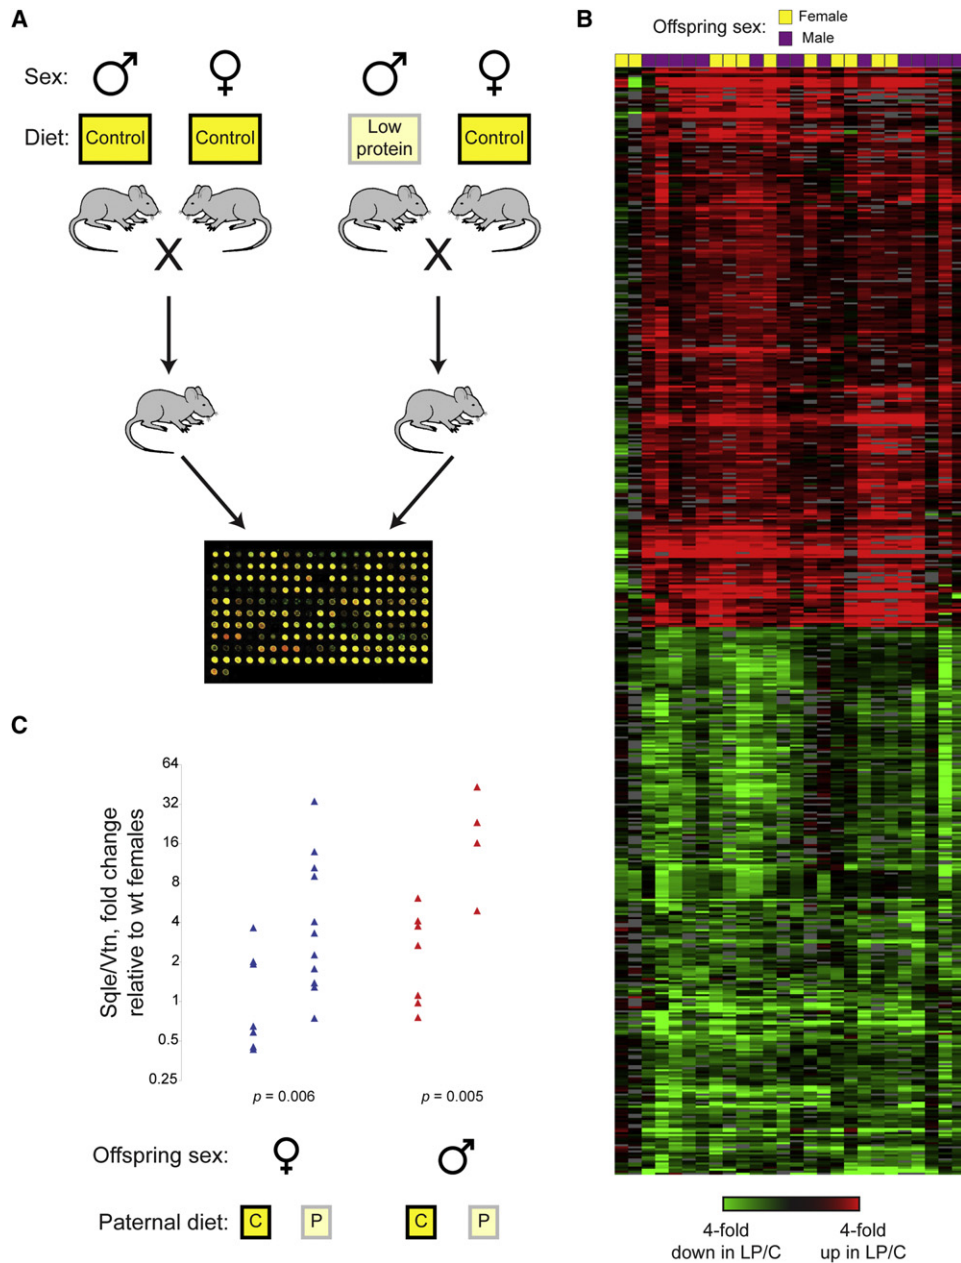 A
Sex:
Diet:
Control
Control
Low
protein
Control
X
X
B
Offspring sex:
Female
Male
4-fold
down in LP/C
4-fold
up in LP/C
C
Sqle/Vtn, fold change
relative to wt females
64
32
16
8
4
2
1
0.5
0.25
p = 0.006
p = 0.005
Offspring sex:
Paternal diet:
C
P
C
P